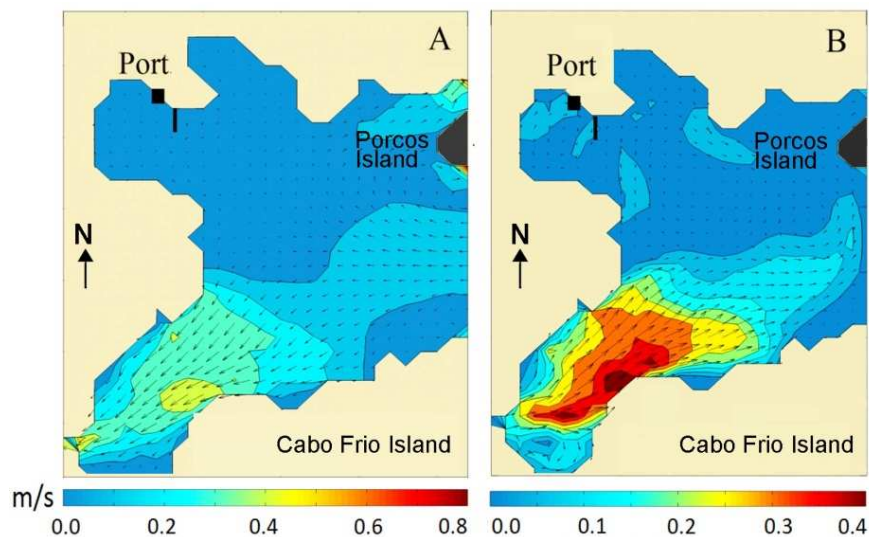 A
Port
Porcos
Island
N
Cabo Frio Island
m/s
0.0 0.2 0.4 0.6 0.8
B
Port
Porcos
Island
N
Cabo Frio Island
0.0 0.1 0.2 0.3 0.4